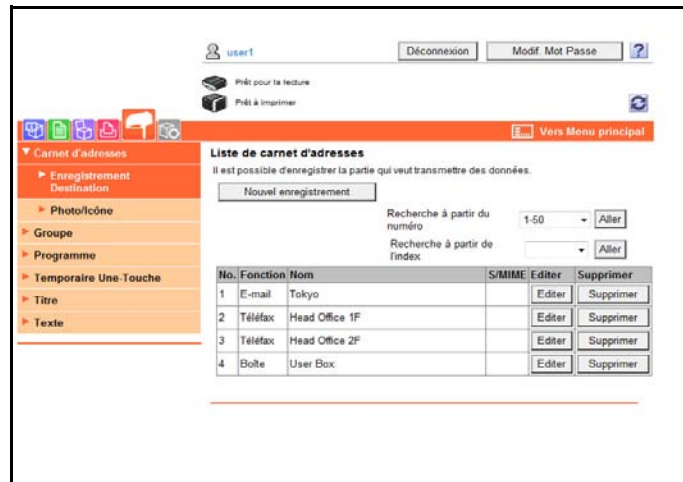 user1 Déconnexion Modif. Mot Passe ?
Prêt pour la lecture
Prêt à imprimer
Vers Menu principal
Carnet d'adresses
Enregistrement
Destination
Photo/Icône
Groupe
Programme
Temporaire Une-Touche
Titre
Texte
Liste de carnet d'adresses
Il est possible d'enregistrer la partie qui veut transmettre des données.
Nouvel enregistrement
Recherche à partir du
numéro 1-50 Aller
Recherche à partir de
l'index Aller
No. Fonction Nom S/MIME Editer Supprimer
1 E-mail Tokyo Editer Supprimer
2 Téléfax Head Office 1F Editer Supprimer
3 Téléfax Head Office 2F Editer Supprimer
4 Boîte User Box Editer Supprimer